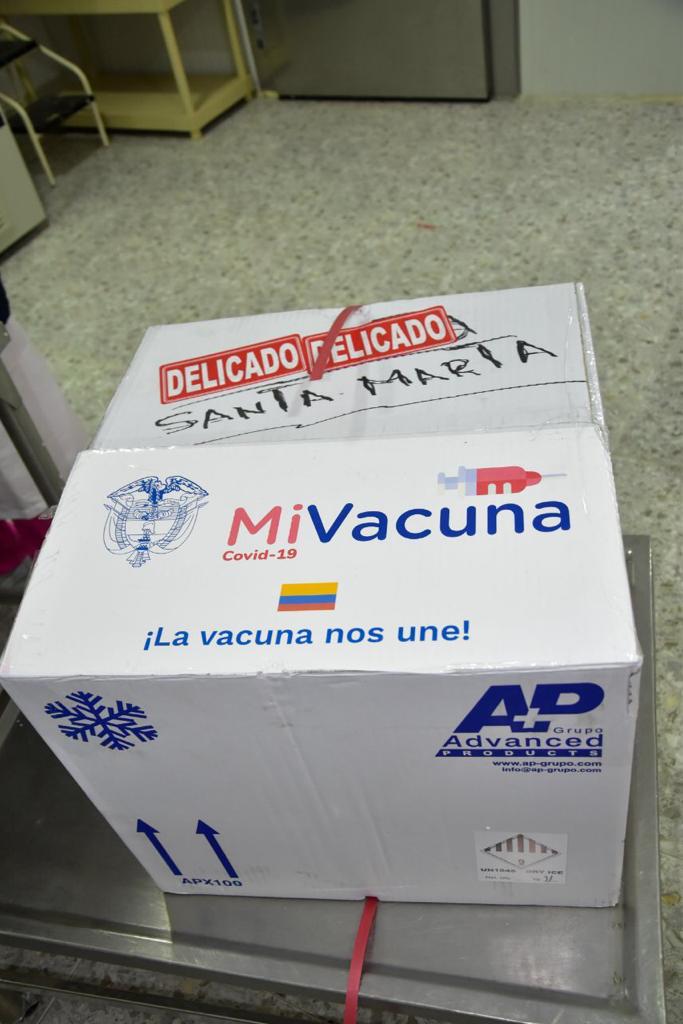 DELICADO DELICADO
SANTA MARIA
MiVacuna
Covid-19
¡La vacuna nos une!
AP
Grupo
Advanced
PRODUCTS
www.ap-grupo.com
info@ap-grupo.com
APX100
9
UN1845 DRY ICE